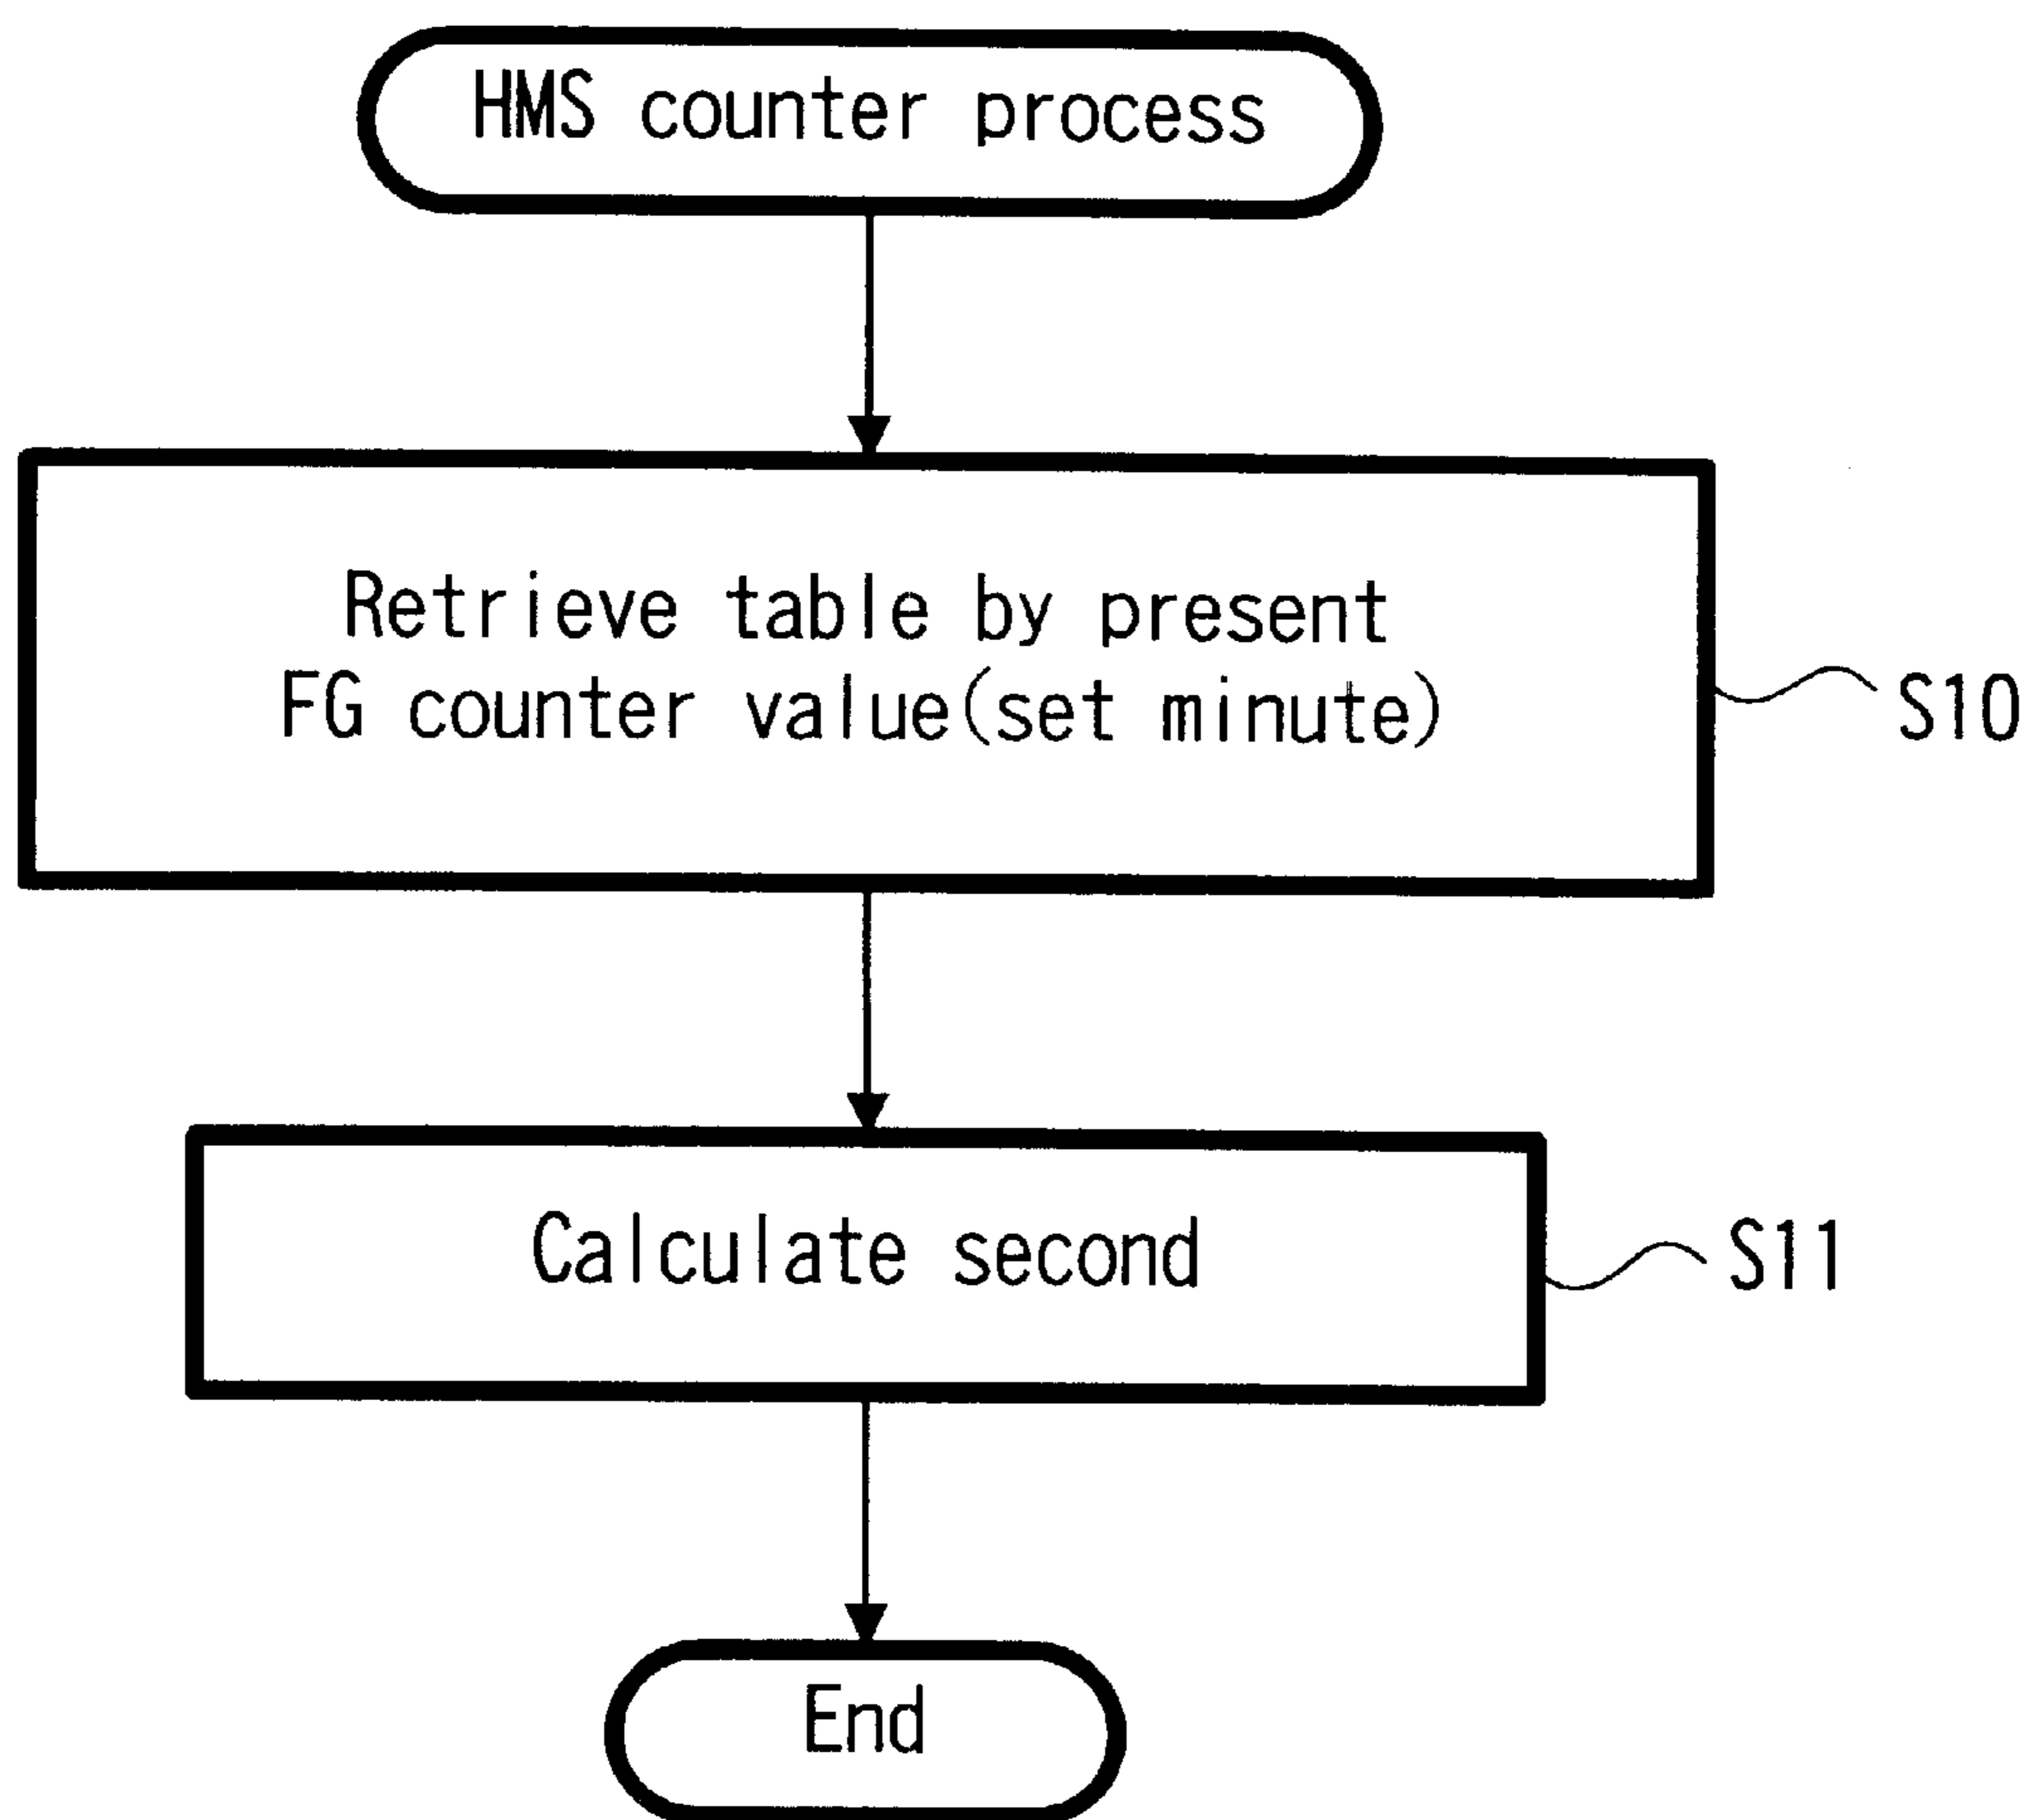 HMS counter process
Retrieve table by present
FG counter value(set minute)
S10
Calculate second
S11
End